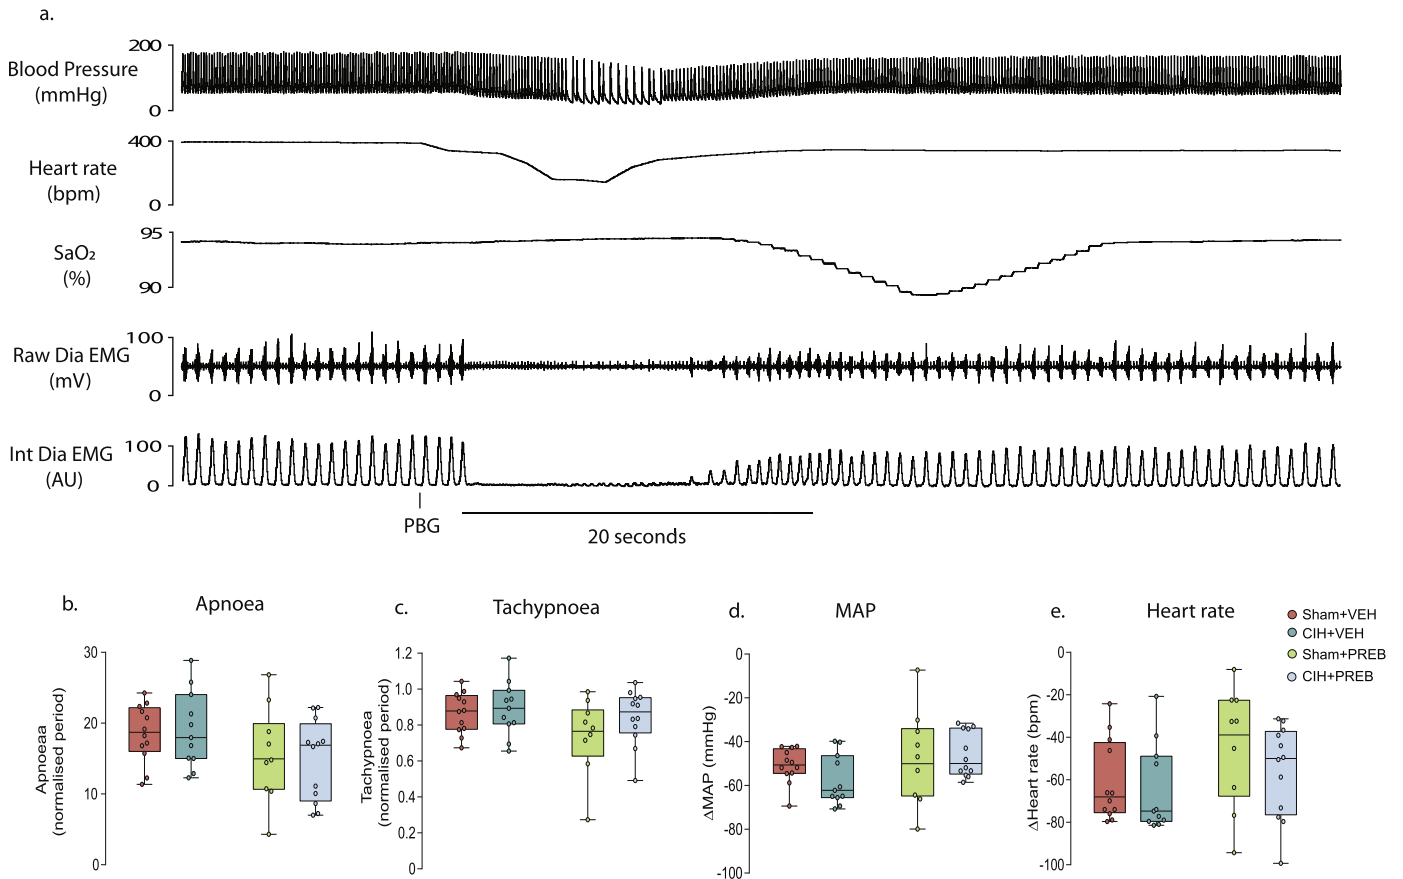 a.
200
Blood Pressure
(mmHg)
0
400
Heart rate
(bpm)
0
95
SaO₂
(%)
90
100
Raw Dia EMG
(mV)
0
100
Int Dia EMG
(AU)
0
PBG
20 seconds
b.
Apnoea
30
20
10
0
Apnoeaa
(normalised period)
c.
Tachypnoea
1.2
1.0
0.8
0.6
0.4
0.2
0
Tachypnoea
(normalised period)
d.
MAP
0
-20
-40
-60
-80
-100
ΔMAP (mmHg)
e.
Heart rate
0
-20
-40
-60
-80
-100
ΔHeart rate (bpm)
Sham+VEH
CIH+VEH
Sham+PREB
CIH+PREB